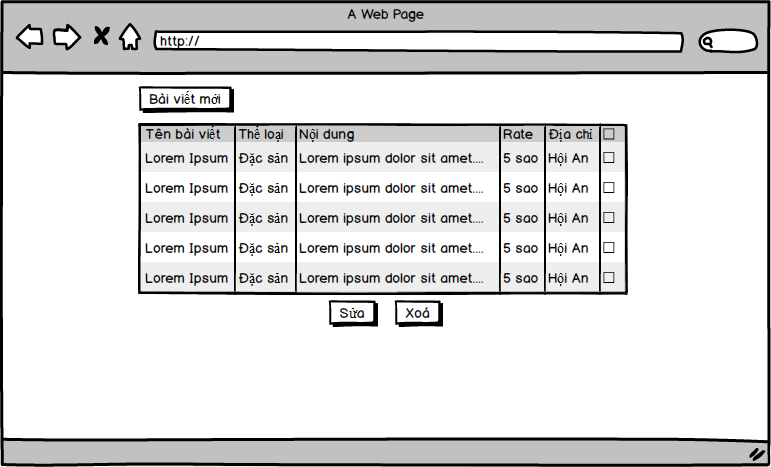 A Web Page
http://
Bài viết mới
Tên bài viết Thể loại Nội dung Rate Địa chỉ
Lorem Ipsum Đặc sản Lorem ipsum dolor sit amet.... 5 sao Hội An
Lorem Ipsum Đặc sản Lorem ipsum dolor sit amet.... 5 sao Hội An
Lorem Ipsum Đặc sản Lorem ipsum dolor sit amet.... 5 sao Hội An
Lorem Ipsum Đặc sản Lorem ipsum dolor sit amet.... 5 sao Hội An
Lorem Ipsum Đặc sản Lorem ipsum dolor sit amet.... 5 sao Hội An
Sửa Xoá